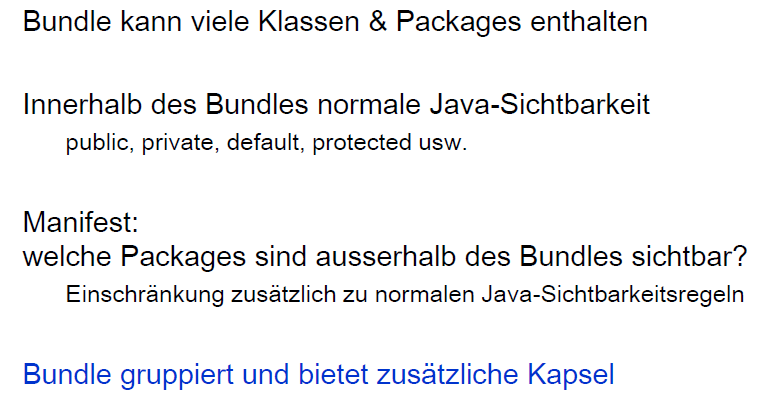 Bundle kann viele Klassen & Packages enthalten
Innerhalb des Bundles normale Java-Sichtbarkeit
public, private, default, protected usw.
Manifest:
welche Packages sind ausserhalb des Bundles sichtbar?
Einschränkung zusätzlich zu normalen Java-Sichtbarkeitsregeln
Bundle gruppiert und bietet zusätzliche Kapsel